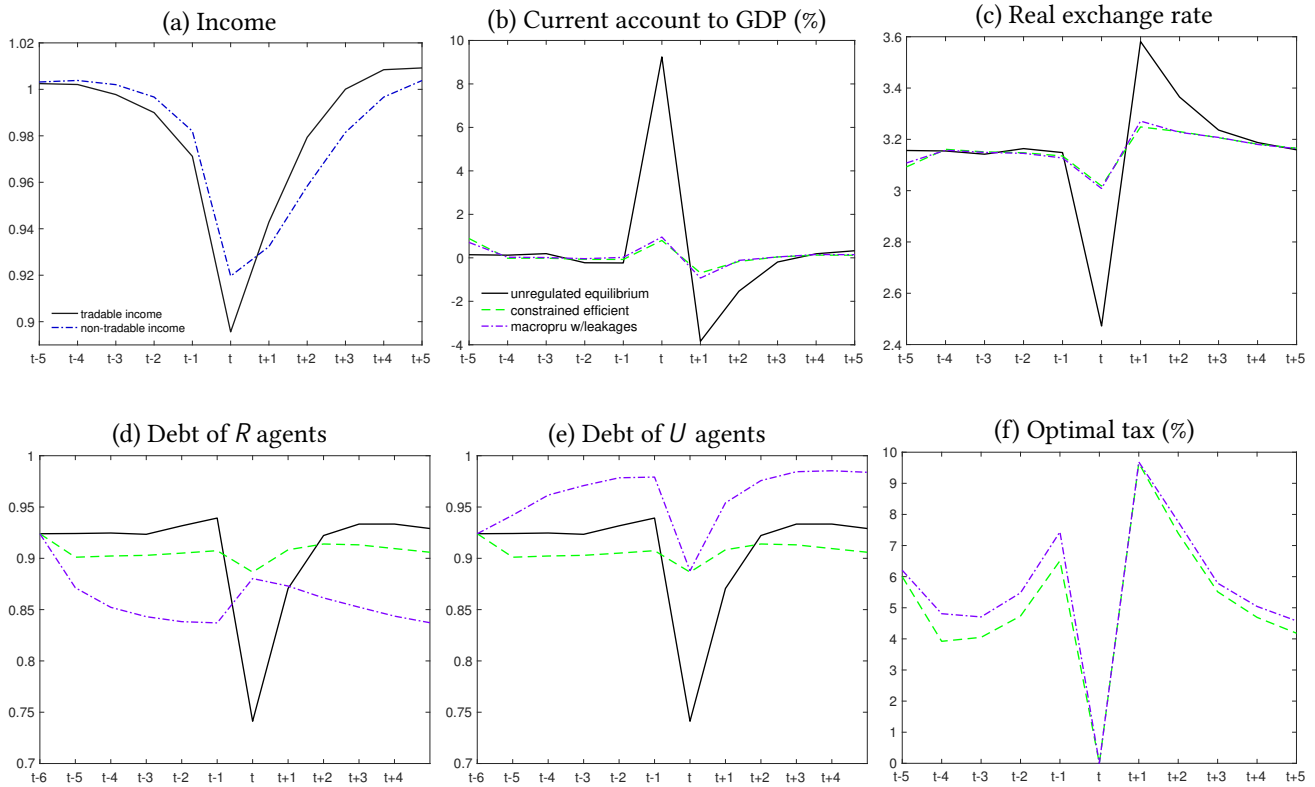 (a) Income
1.02
1
0.98
0.96
0.94
0.92
0.9
tradable income
non-tradable income
t-5 t-4 t-3 t-2 t-1 t t+1 t+2 t+3 t+4 t+5
(b) Current account to GDP (%)
10
8
6
4
2
0
-2
-4
unregulated equilibrium
constrained efficient
macropru w/leakages
t-5 t-4 t-3 t-2 t-1 t t+1 t+2 t+3 t+4 t+5
(c) Real exchange rate
3.6
3.4
3.2
3
2.8
2.6
2.4
t-5 t-4 t-3 t-2 t-1 t t+1 t+2 t+3 t+4 t+5
(d) Debt of R agents
1
0.95
0.9
0.85
0.8
0.75
0.7
t-6 t-5 t-4 t-3 t-2 t-1 t t+1 t+2 t+3 t+4
(e) Debt of U agents
1
0.95
0.9
0.85
0.8
0.75
0.7
t-6 t-5 t-4 t-3 t-2 t-1 t t+1 t+2 t+3 t+4
(f) Optimal tax (%)
10
9
8
7
6
5
4
3
2
1
0
t-5 t-4 t-3 t-2 t-1 t t+1 t+2 t+3 t+4 t+5